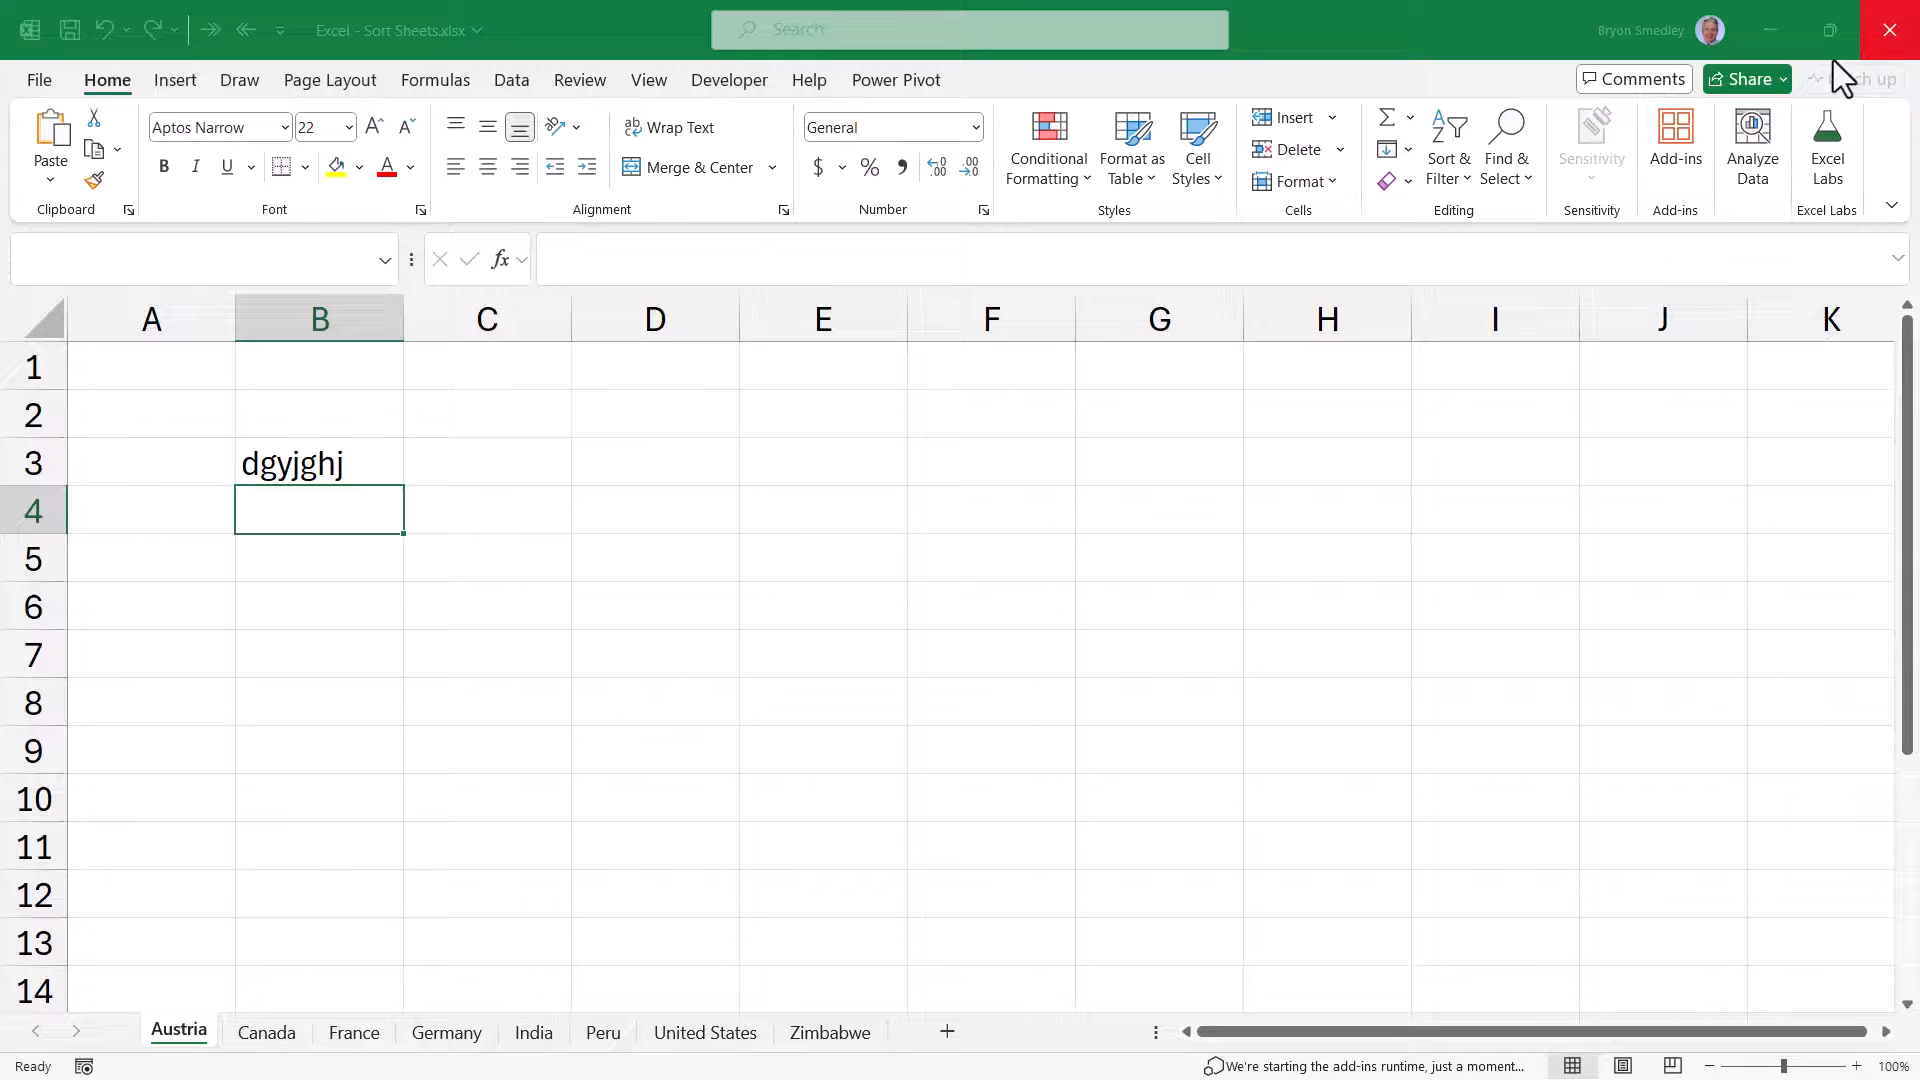 Excel - Sort Sheets.xlsx
Search
Bryon Smedley
File Home Insert Draw Page Layout Formulas Data Review View Developer Help Power Pivot
Comments Share ch up
Paste
Clipboard
Aptos Narrow 22
B I U
Font
Wrap Text
Merge & Center
Alignment
General
$ %
Number
Conditional Formatting
Format as Table
Cell Styles
Styles
Insert
Delete
Format
Cells
Sort & Filter
Find & Select
Editing
Sensitivity
Sensitivity
Add-ins
Add-ins
Analyze Data
Excel Labs
Excel Labs
fx
A B C D E F G H I J K
1
2
3 dgyjghj
4
5
6
7
8
9
10
11
12
13
14
Austria Canada France Germany India Peru United States Zimbabwe
Ready We're starting the add-ins runtime, just a moment... 100%